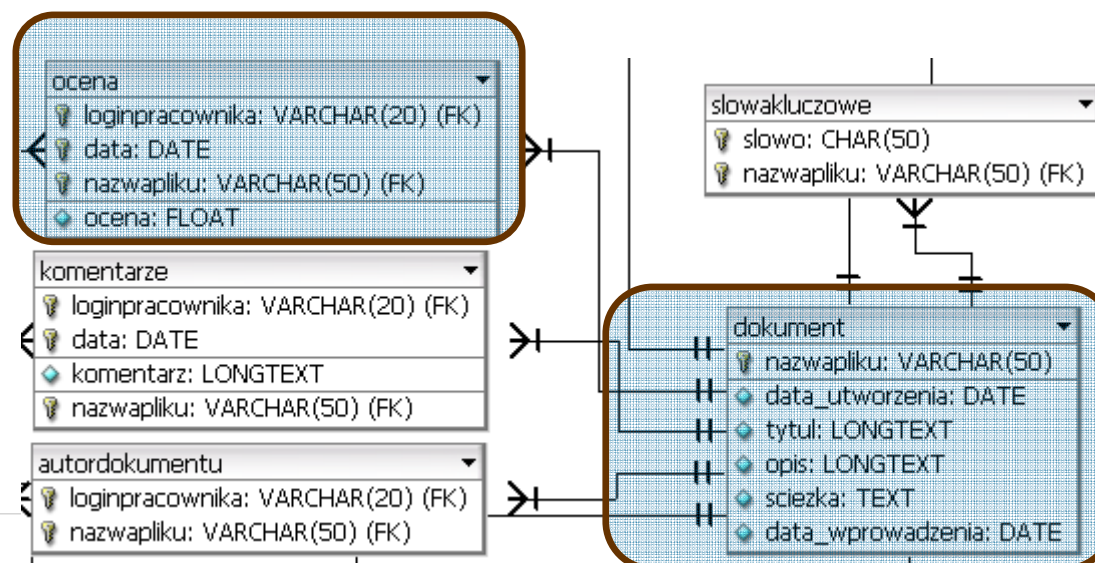 ocena
loginpracownika: VARCHAR(20) (FK)
data: DATE
nazwapliku: VARCHAR(50) (FK)
ocena: FLOAT
slowakluczowe
slowo: CHAR(50)
nazwapliku: VARCHAR(50) (FK)
komentarze
loginpracownika: VARCHAR(20) (FK)
data: DATE
komentarz: LONGTEXT
nazwapliku: VARCHAR(50) (FK)
dokument
nazwapliku: VARCHAR(50)
data_utworzenia: DATE
tytul: LONGTEXT
opis: LONGTEXT
sciezka: TEXT
data_wprowadzenia: DATE
autordokumentu
loginpracownika: VARCHAR(20) (FK)
nazwapliku: VARCHAR(50) (FK)